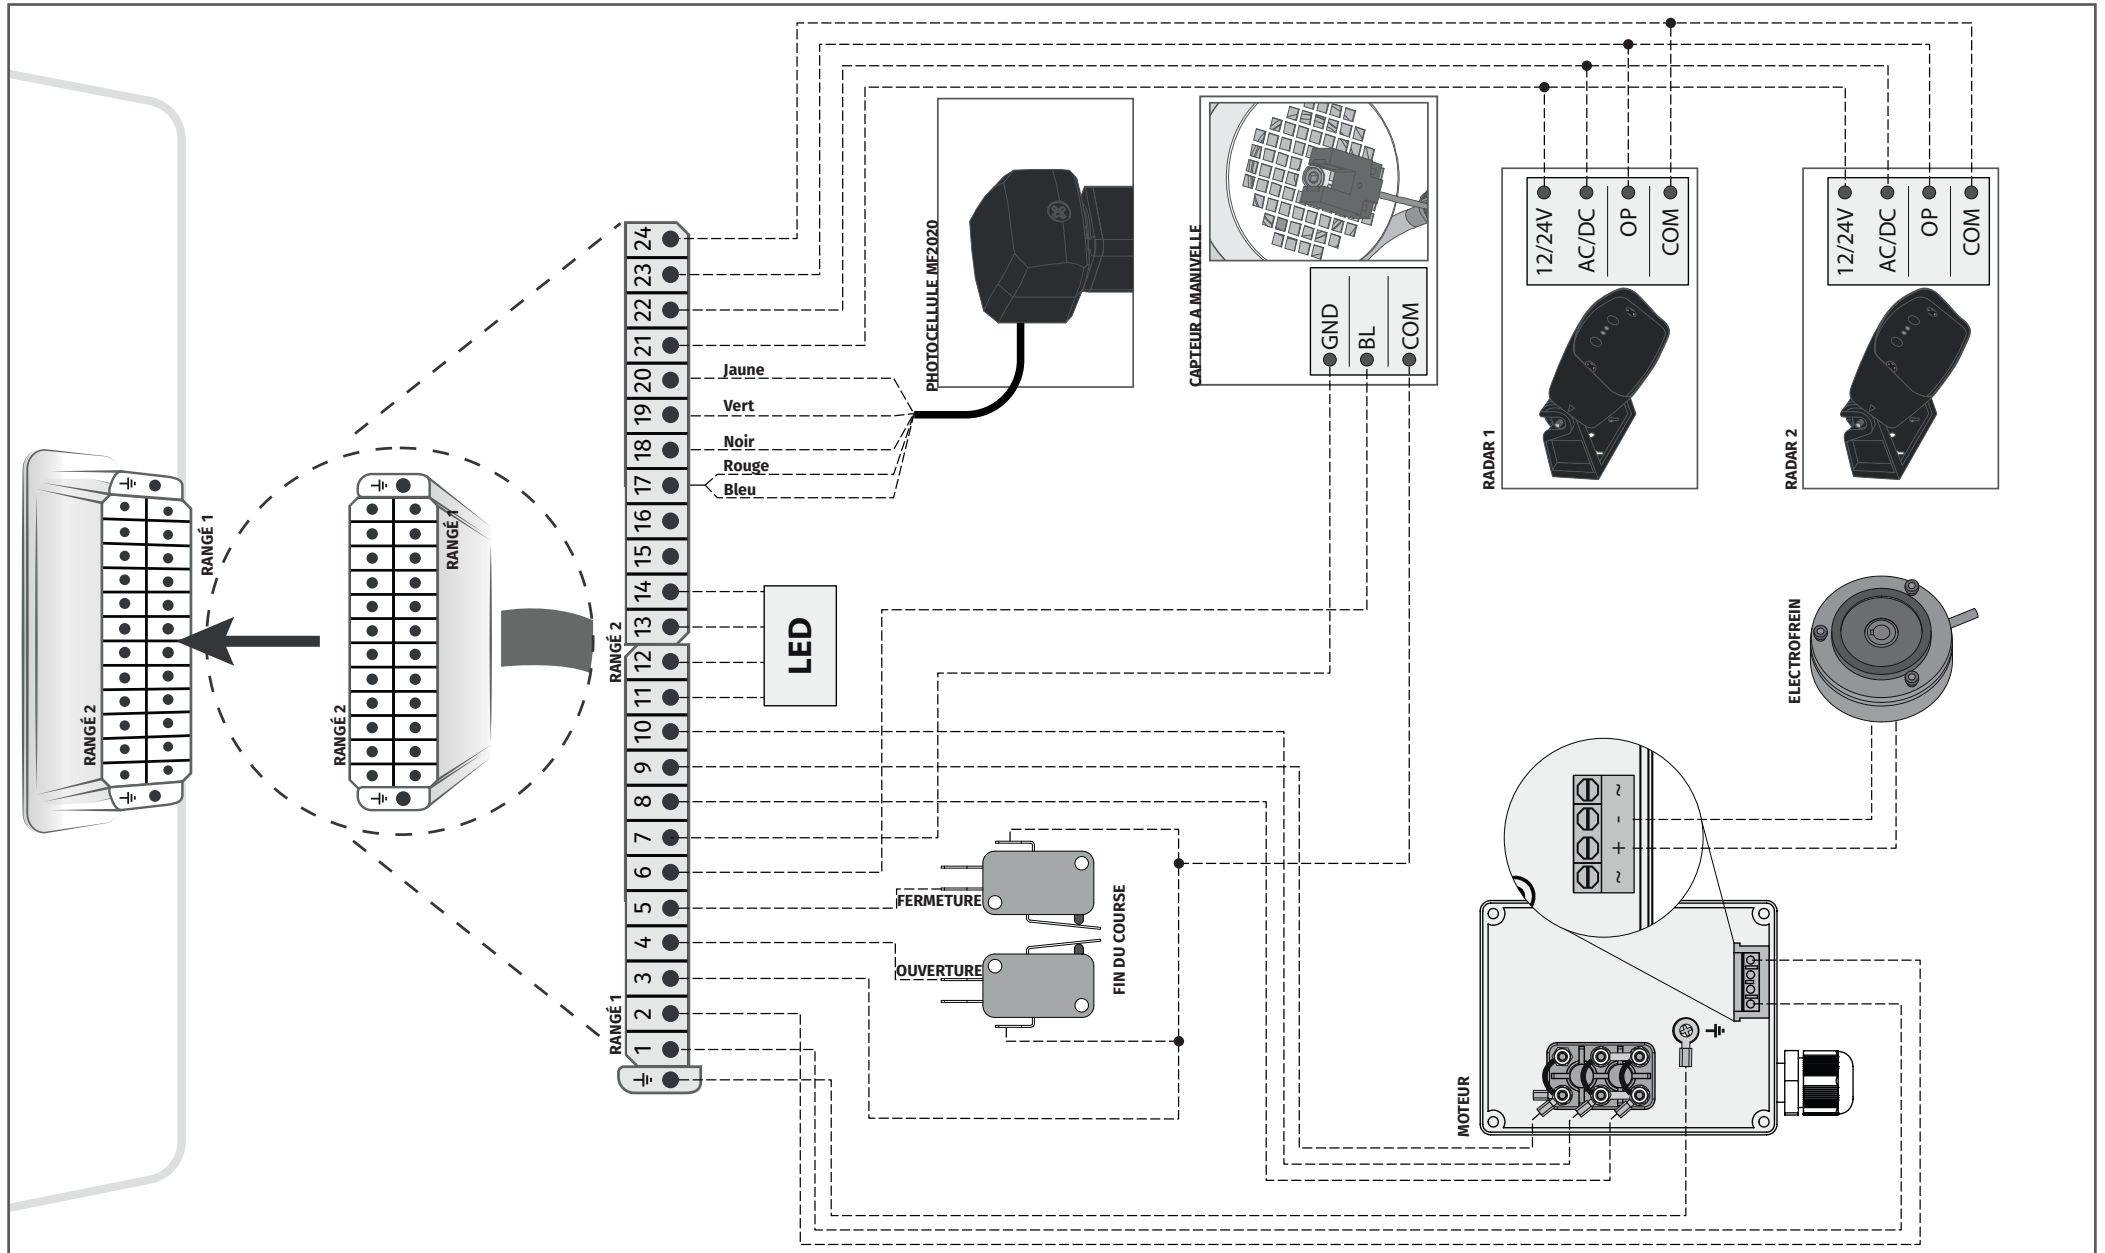 24
23
22
21
20
19
18
17
16
15
14
13
12
11
10
9
8
7
6
5
4
3
2
1
RANGÉ 2
RANGÉ 1
RANGÉ 1
RANGÉ 2
RANGÉ 1
RANGÉ 2
Jaune
Vert
Noir
Rouge
Bleu
LED
PHOTOCELLULE MF2020
CAPTEUR A MANIVELLE
GND
BL
COM
RADAR 1
12/24V
AC/DC
OP
COM
RADAR 2
12/24V
AC/DC
OP
COM
FERMETURE
OUVERTURE
FIN DU COURSE
ELECTROFREIN
MOTEUR
~
-
+
~